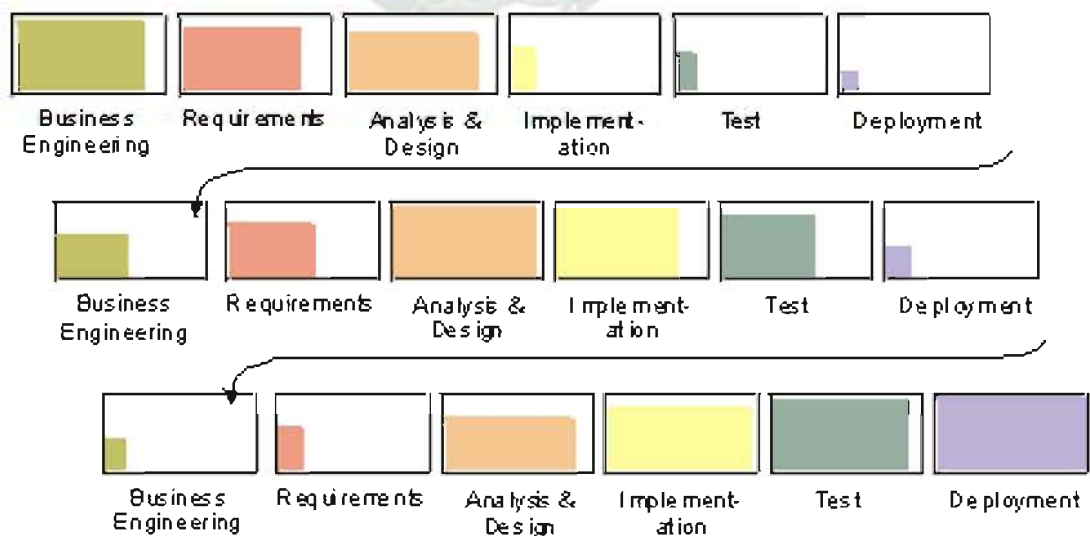 Business Engineering
Requirements
Analysis & Design
Implement-ation
Test
Deployment
Business Engineering
Requirements
Analysis & Design
Implement-ation
Test
Deployment
Business Engineering
Requirements
Analysis & Design
Implement-ation
Test
Deployment